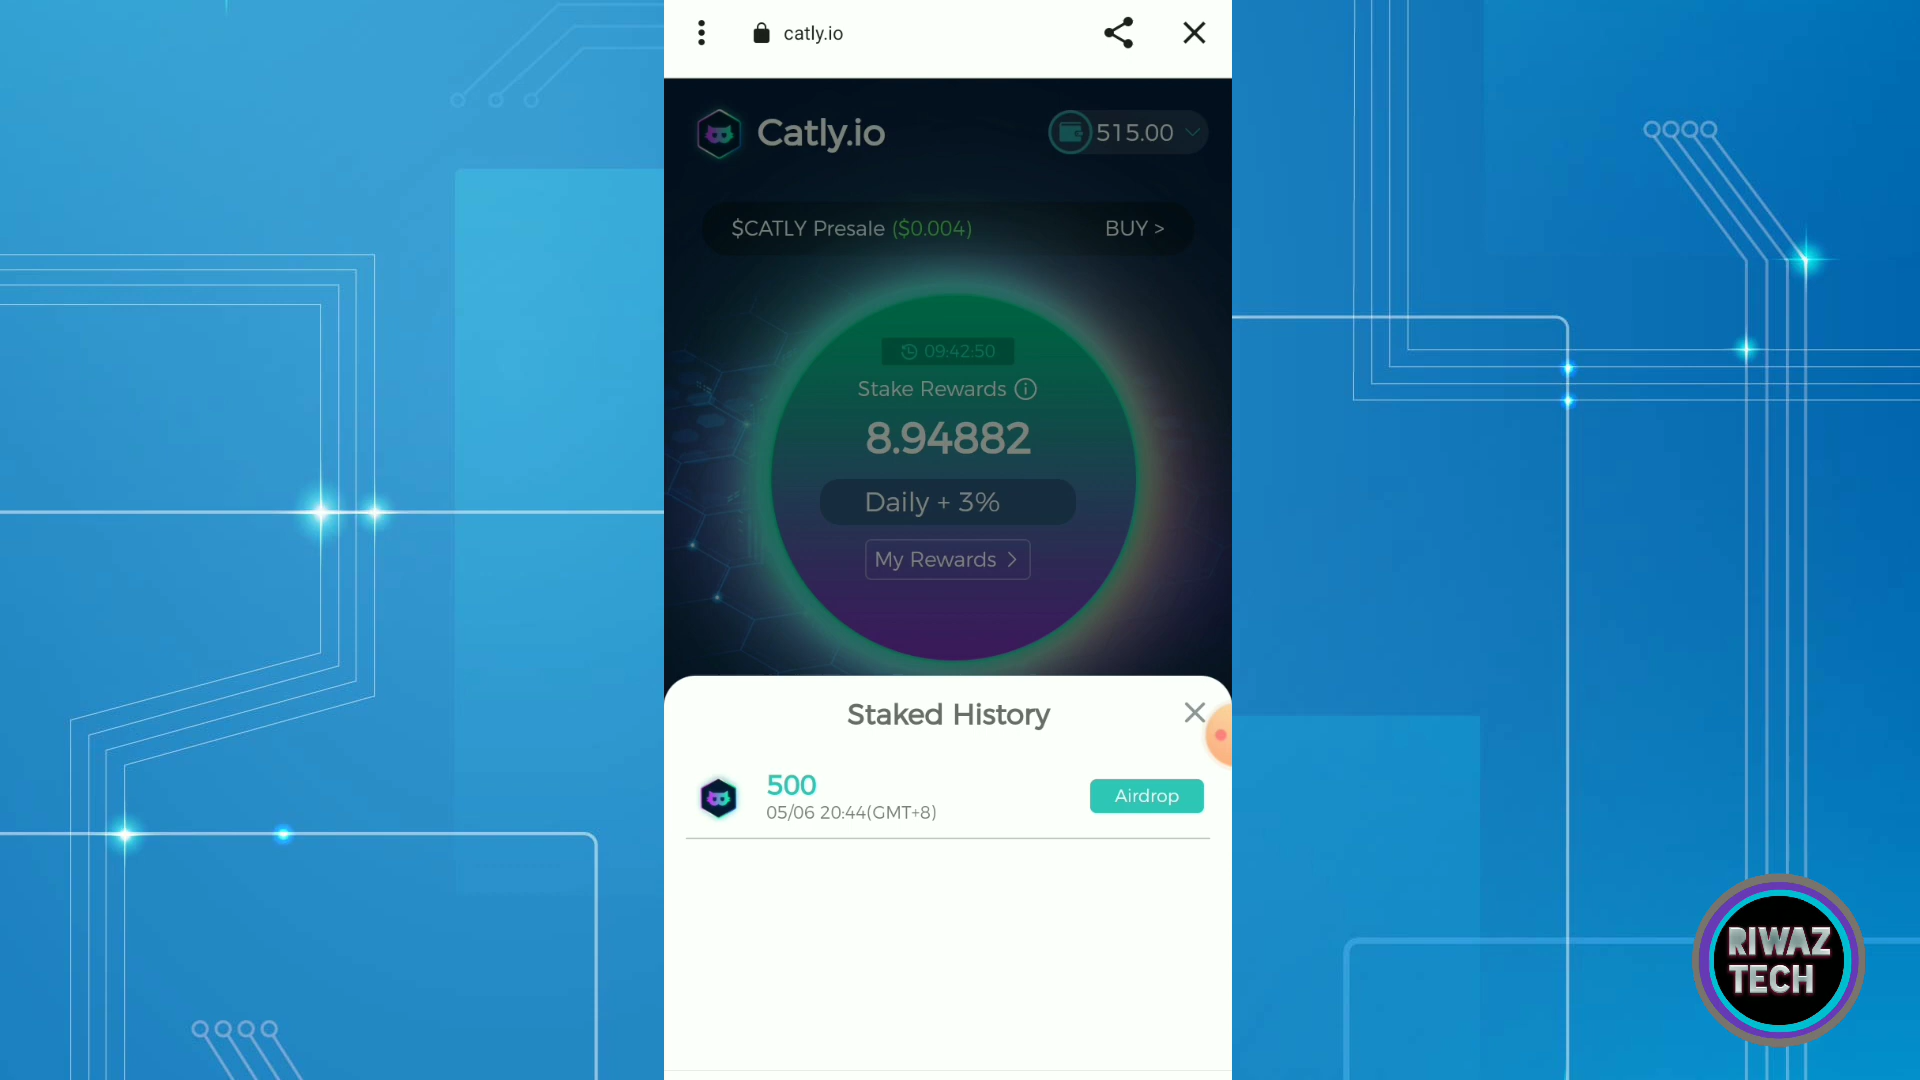 catly.io
Catly.io
515.00
$CATLY Presale ($0.004)
BUY >
09:42:50
Stake Rewards
8.94882
Daily + 3%
My Rewards >
Staked History
500
05/06 20:44(GMT+8)
Airdrop
RIWAZ
TECH